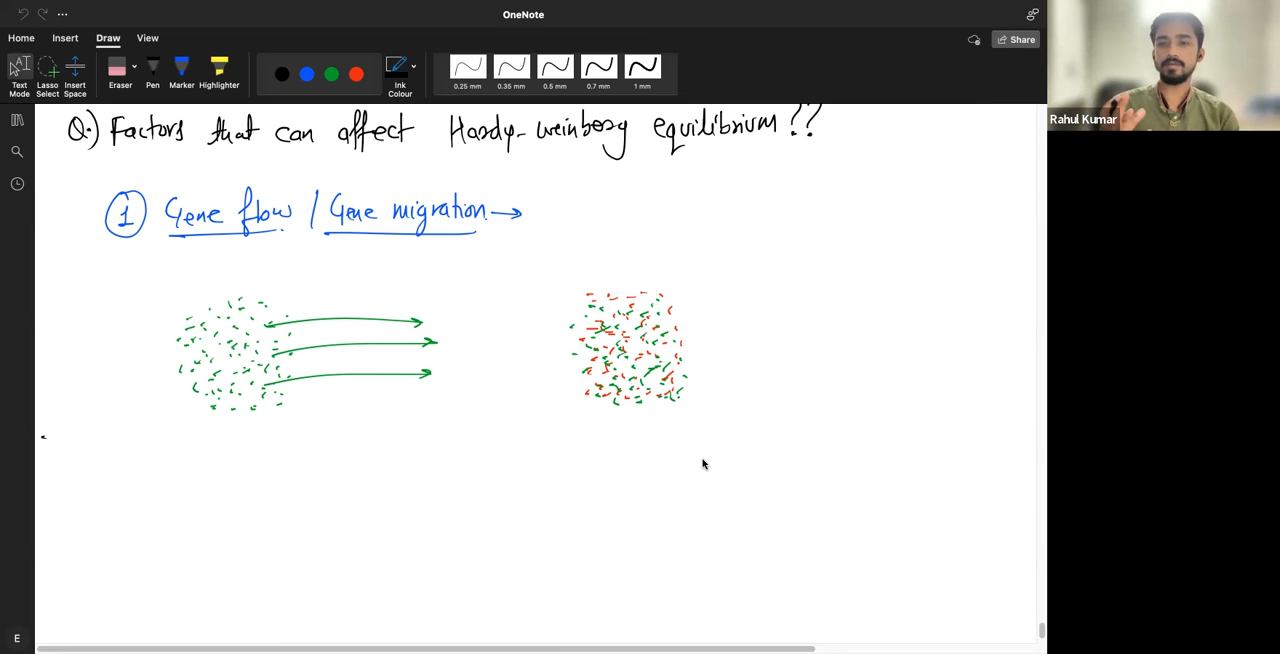 OneNote
Home Insert Draw View
Share
Text Mode
Lasso Select
Insert Space
Eraser
Pen
Marker
Highlighter
Ink Colour
0.25 mm
0.35 mm
0.5 mm
0.7 mm
1 mm
Rahul Kumar
Q.) Factors that can affect Hardy-weinberg equilibrium??
1 Gene flow / Gene migration →
E